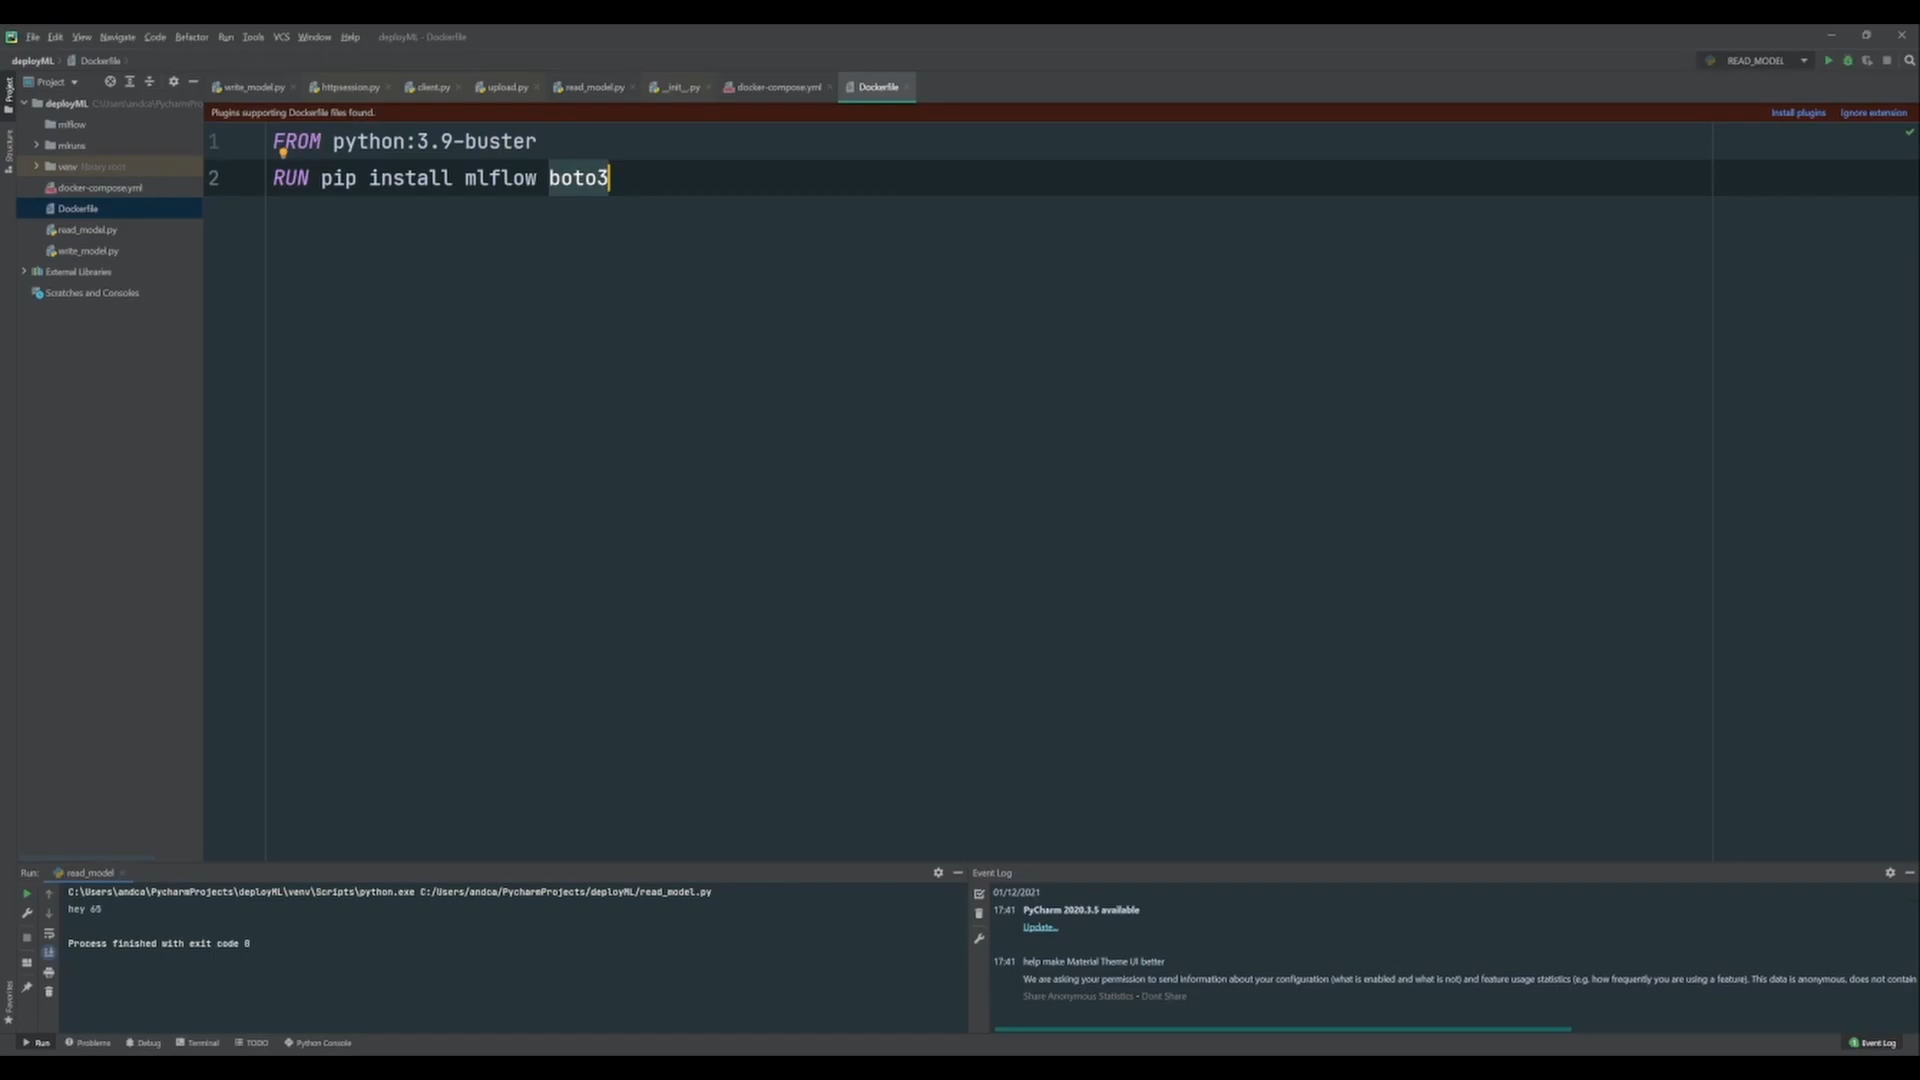 File Edit View Navigate Code Refactor Run Tools VCS Window Help deployML - Dockerfile
deployML Dockerfile READ_MODEL
Project write_model.py httpsession.py client.py upload.py read_model.py __init__.py docker-compose.yml Dockerfile
Project
Structure
Favorites
deployML C:\Users\andca\PycharmPro
mlflow
mlruns
venv library root
docker-compose.yml
Dockerfile
read_model.py
write_model.py
External Libraries
Scratches and Consoles
Plugins supporting Dockerfile files found. Install plugins Ignore extension
1 FROM python:3.9-buster
2 RUN pip install mlflow boto3
Run: read_model
C:\Users\andca\PycharmProjects\deployML\venv\Scripts\python.exe C:/Users/andca/PycharmProjects/deployML/read_model.py
hey 65
Process finished with exit code 0
Event Log
01/12/2021
17:41 PyCharm 2020.3.5 available
Update...
17:41 help make Material Theme UI better
We are asking your permission to send information about your configuration (what is enabled and what is not) and feature usage statistics (e.g. how frequently you are using a feature). This data is anonymous, does not contain
Share Anonymous Statistics - Dont Share
Run Problems Debug Terminal TODO Python Console 1 Event Log